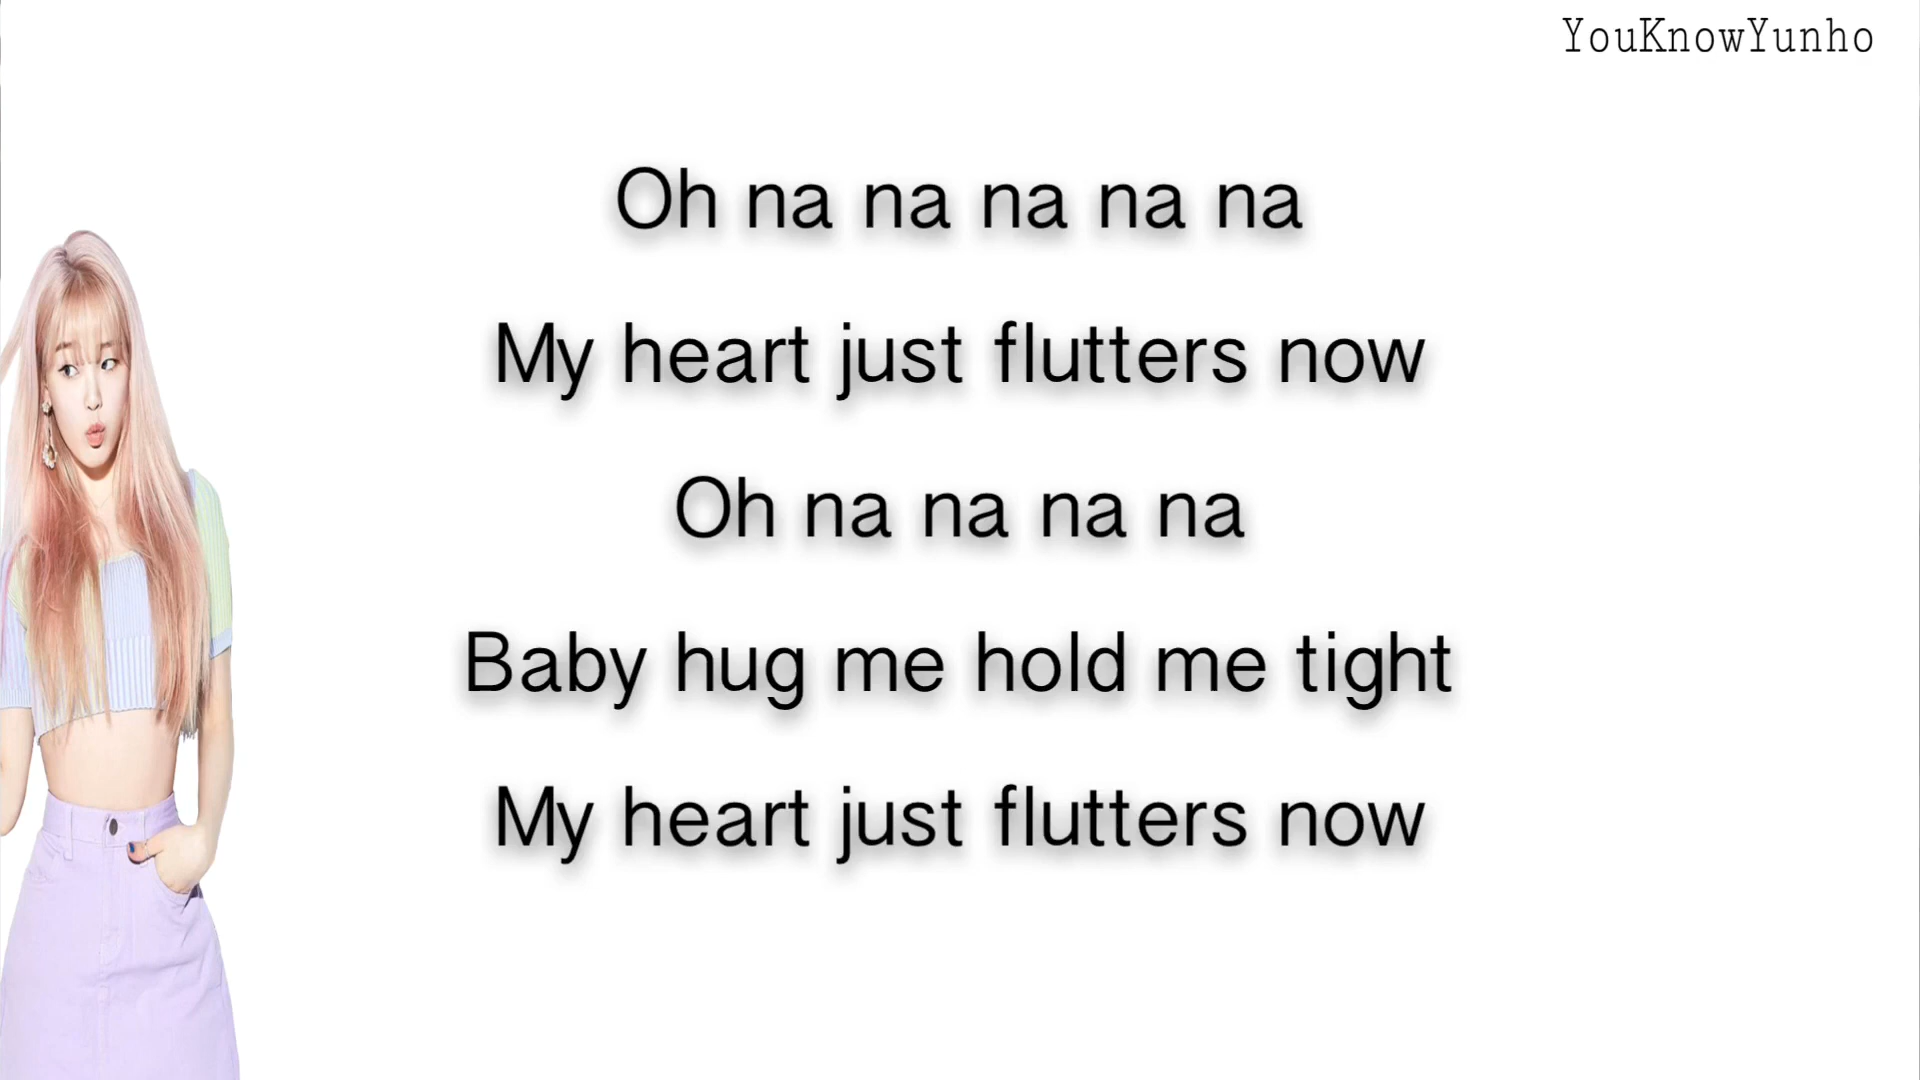 YouKnowYunho
Oh na na na na na
My heart just flutters now
Oh na na na na
Baby hug me hold me tight
My heart just flutters now